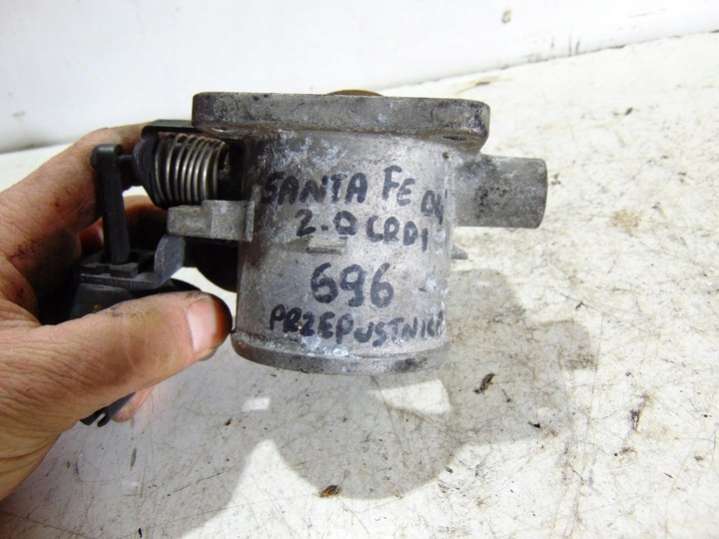 SANTA FE 04
2.0 CRDI
696
PRZEPUSTNICA